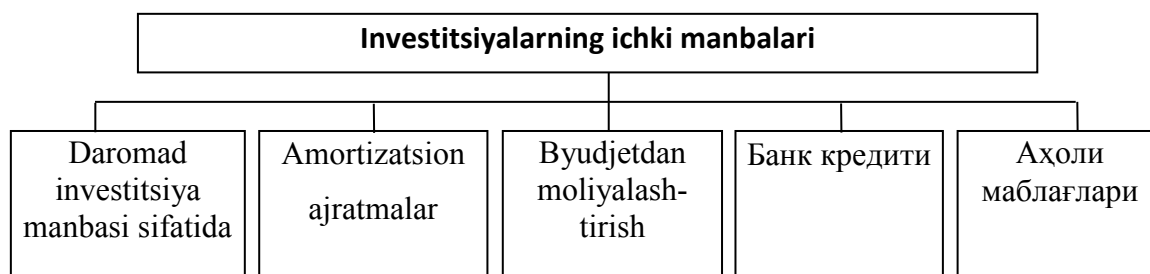 Investitsiyalarning ichki manbalari
Daromad
investitsiya
manbasi sifatida
Amortizatsion
ajratmalar
Byudjetdan
moliyalash-
tirish
Банк кредити
Аҳоли
маблағлари